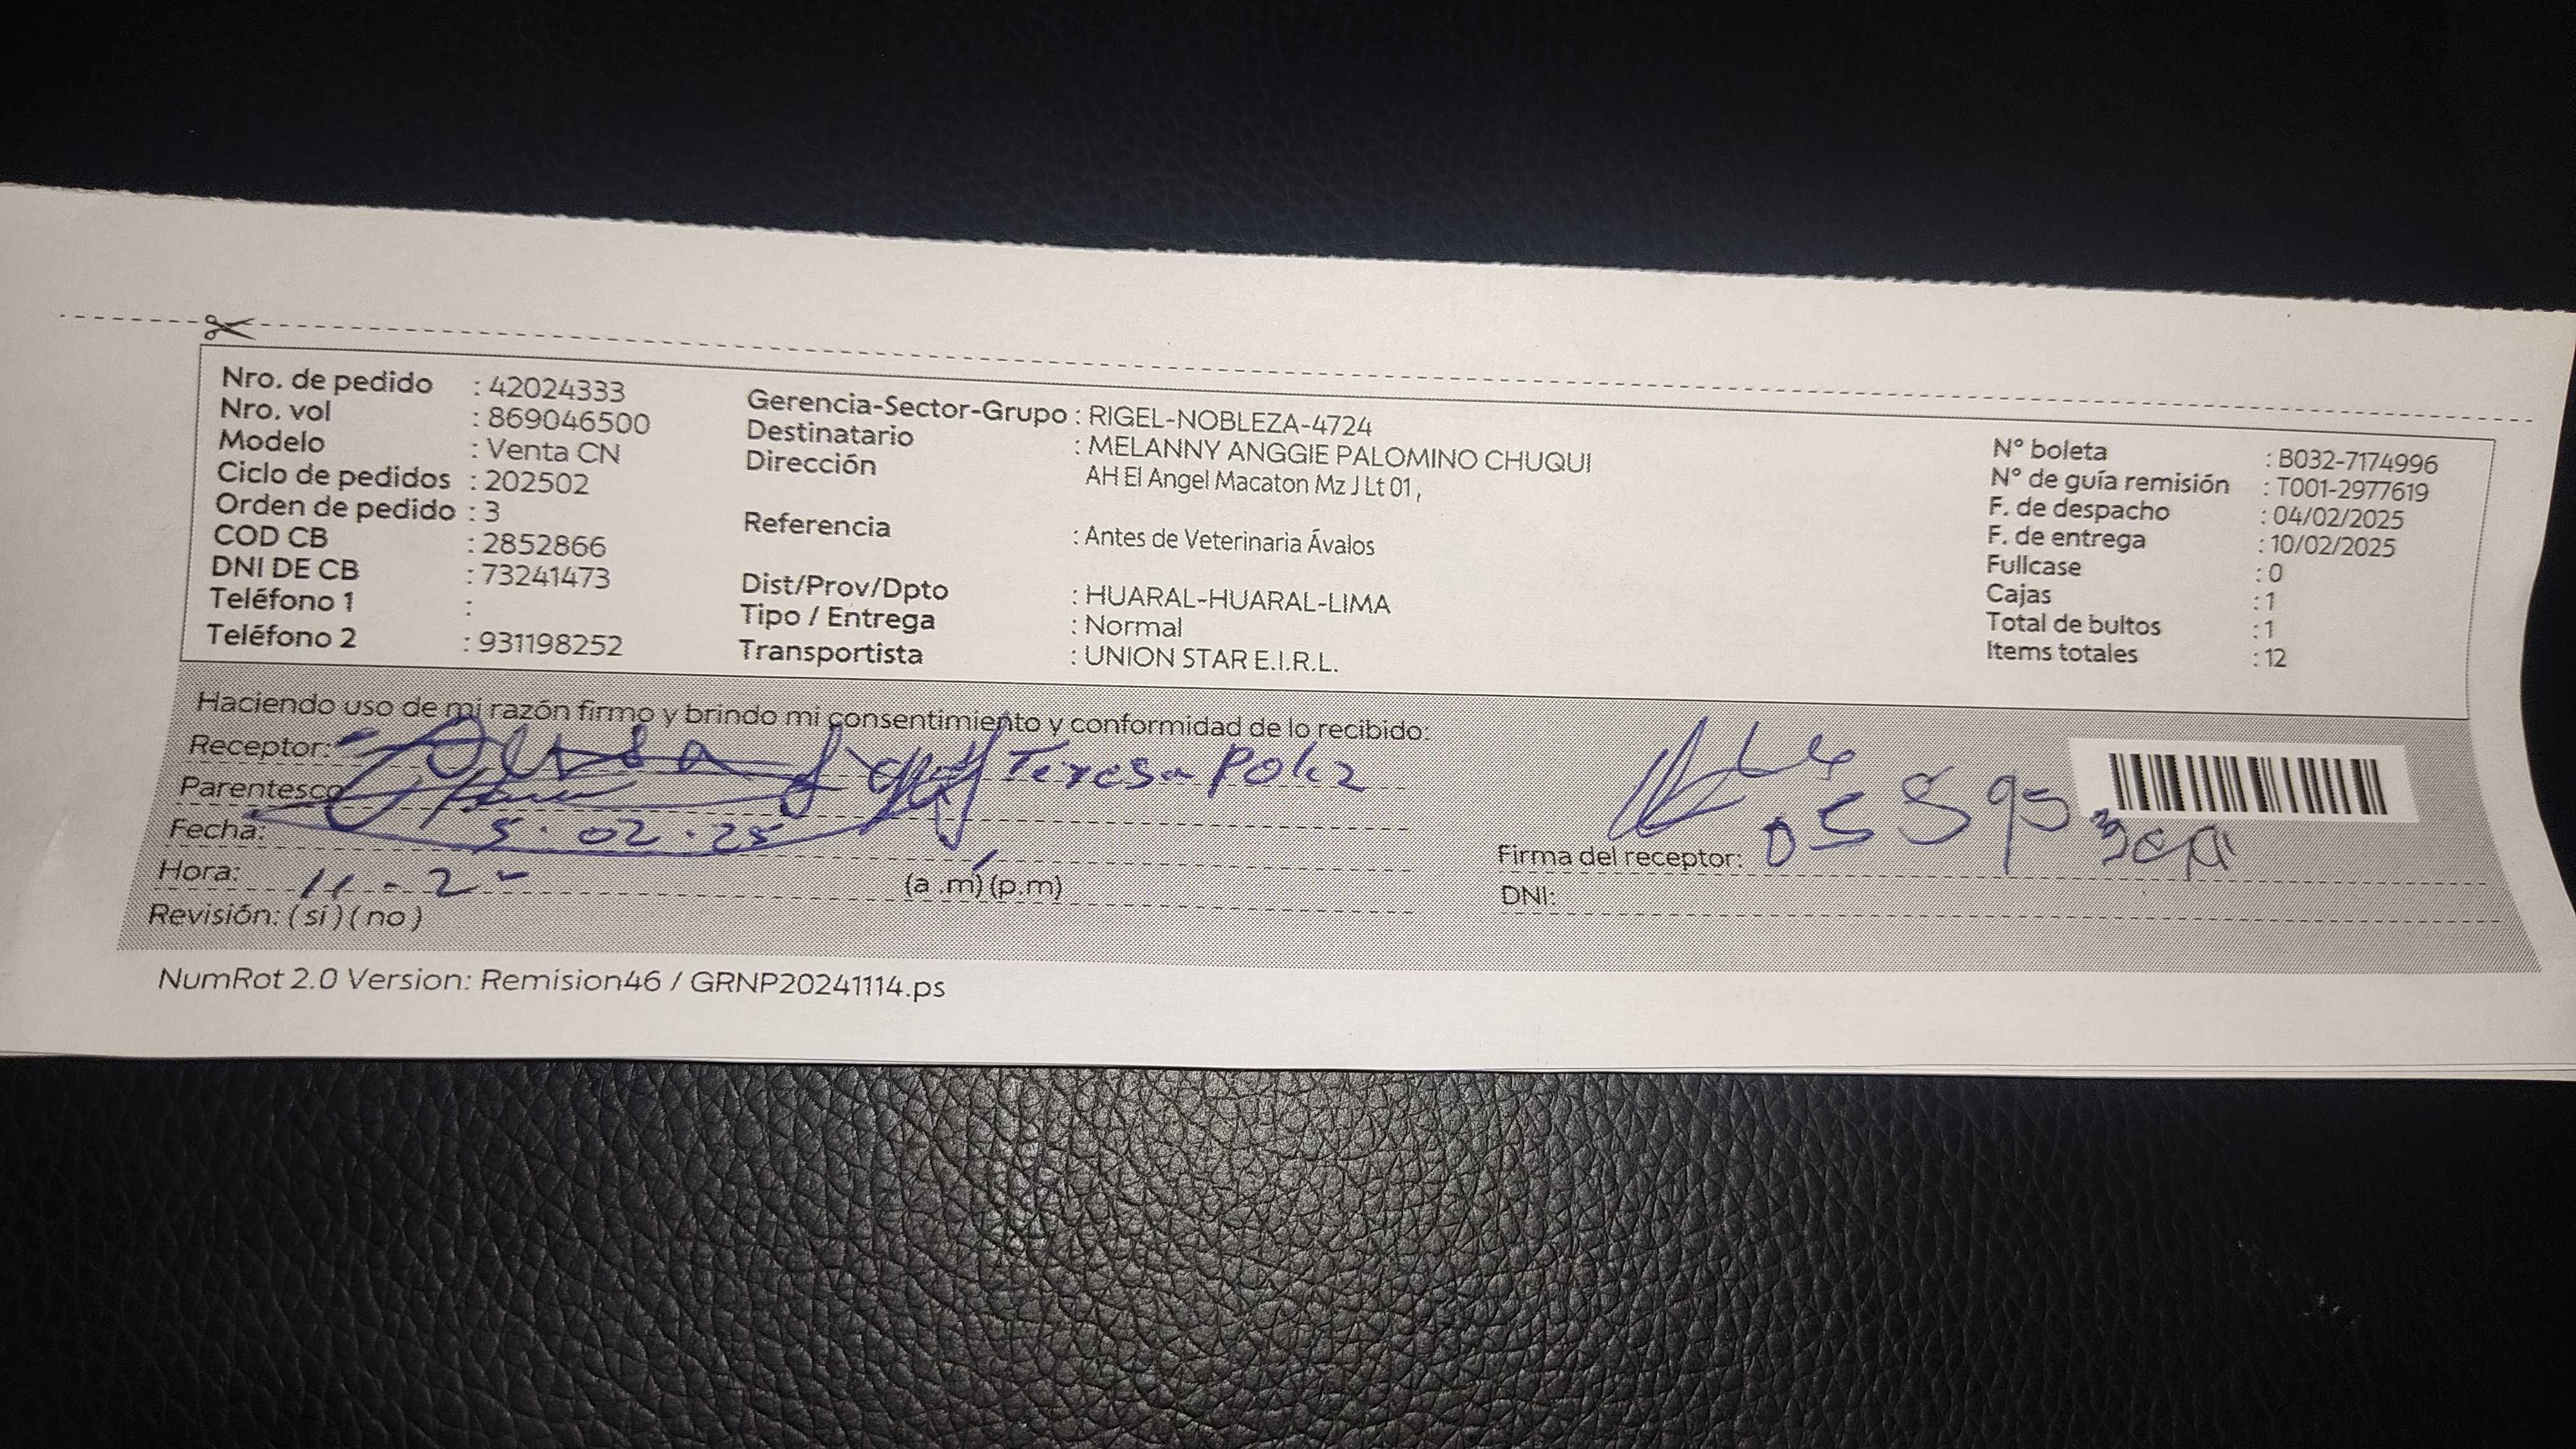 Nro. de pedido : 42024333
Nro. vol : 869046500
Modelo : Venta CN
Ciclo de pedidos : 202502
Orden de pedido : 3
COD CB : 2852866
DNI DE CB : 73241473
Teléfono 1 :
Teléfono 2 : 931198252
Gerencia-Sector-Grupo : RIGEL-NOBLEZA-4724
Destinatario : MELANNY ANGGIE PALOMINO CHUQUI
Dirección AH El Angel Macaton Mz J Lt 01 ,
Referencia : Antes de Veterinaria Ávalos
Dist/Prov/Dpto : HUARAL-HUARAL-LIMA
Tipo / Entrega : Normal
Transportista : UNION STAR E.I.R.L.
N° boleta : B032-7174996
N° de guía remisión : T001-2977619
F. de despacho : 04/02/2025
F. de entrega : 10/02/2025
Fullcase : 0
Cajas : 1
Total de bultos : 1
Items totales : 12
Haciendo uso de mi razón firmo y brindo mi consentimiento y conformidad de lo recibido:
Receptor: Teresa
Parentesco
Fecha: 5.02.25
Hora: 11-2- (a .m) (p.m)
Revisión: (si) (no)
Firma del receptor:
DNI:
NumRot 2.0 Version: Remision46 / GRNP20241114.ps